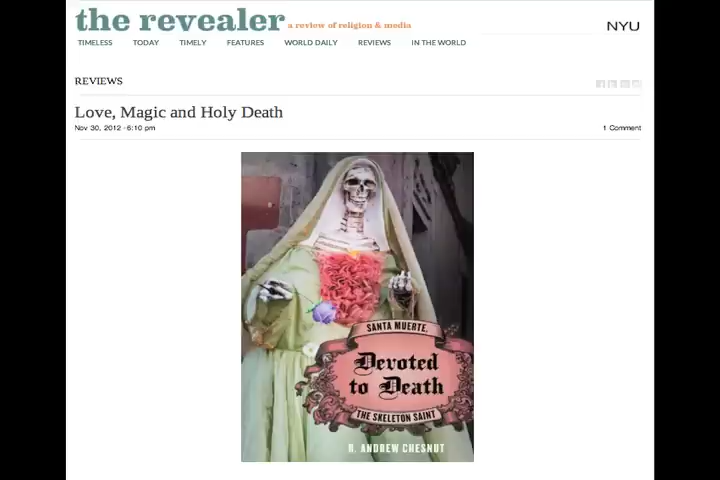 the revealer a review of religion & media
NYU
TIMELESS TODAY TIMELY FEATURES WORLD DAILY REVIEWS IN THE WORLD
REVIEWS
Love, Magic and Holy Death
Nov 30, 2012 - 6:10 pm 1 Comment
SANTA MUERTE,
Devoted
to Death
THE SKELETON SAINT
R. ANDREW CHESNUT